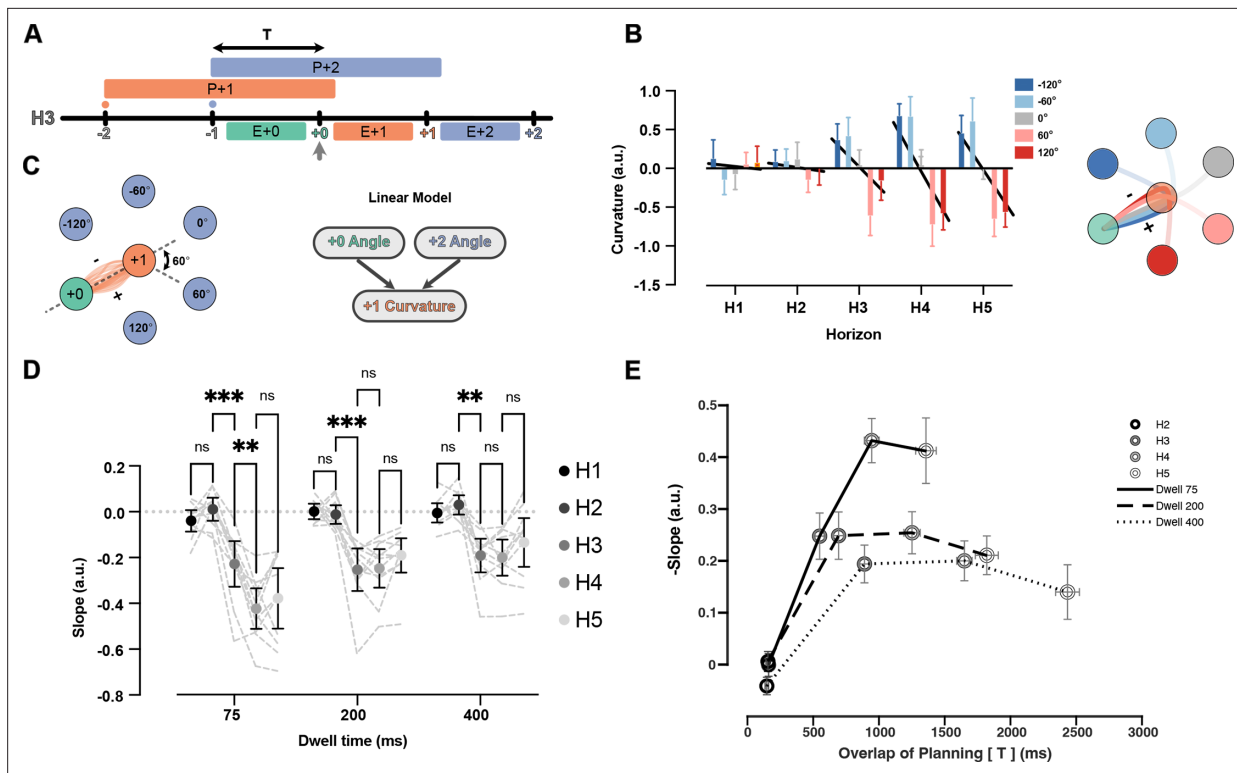 A
T
P+2
P+1
H3
-2
-1
E+0
+0
E+1
+1
E+2
+2
B
Curvature (a.u.)
1.0
0.5
0.0
-0.5
-1.0
-1.5
H1
H2
H3
H4
H5
Horizon
-120°
-60°
0°
60°
120°
-
+
C
-60°
-120°
0°
+1
60°
-
+0
+
60°
120°
Linear Model
+0 Angle
+2 Angle
+1 Curvature
D
***
**
ns
ns
***
ns
ns
ns
**
ns
ns
ns
Slope (a.u.)
0.2
0.0
-0.2
-0.4
-0.6
-0.8
75
200
400
Dwell time (ms)
H1
H2
H3
H4
H5
E
-Slope (a.u.)
-0.5
0.4
0.3
0.2
0.1
0
0
500
1000
1500
2000
2500
3000
Overlap of Planning [ T ] (ms)
H2
H3
H4
H5
Dwell 75
Dwell 200
Dwell 400